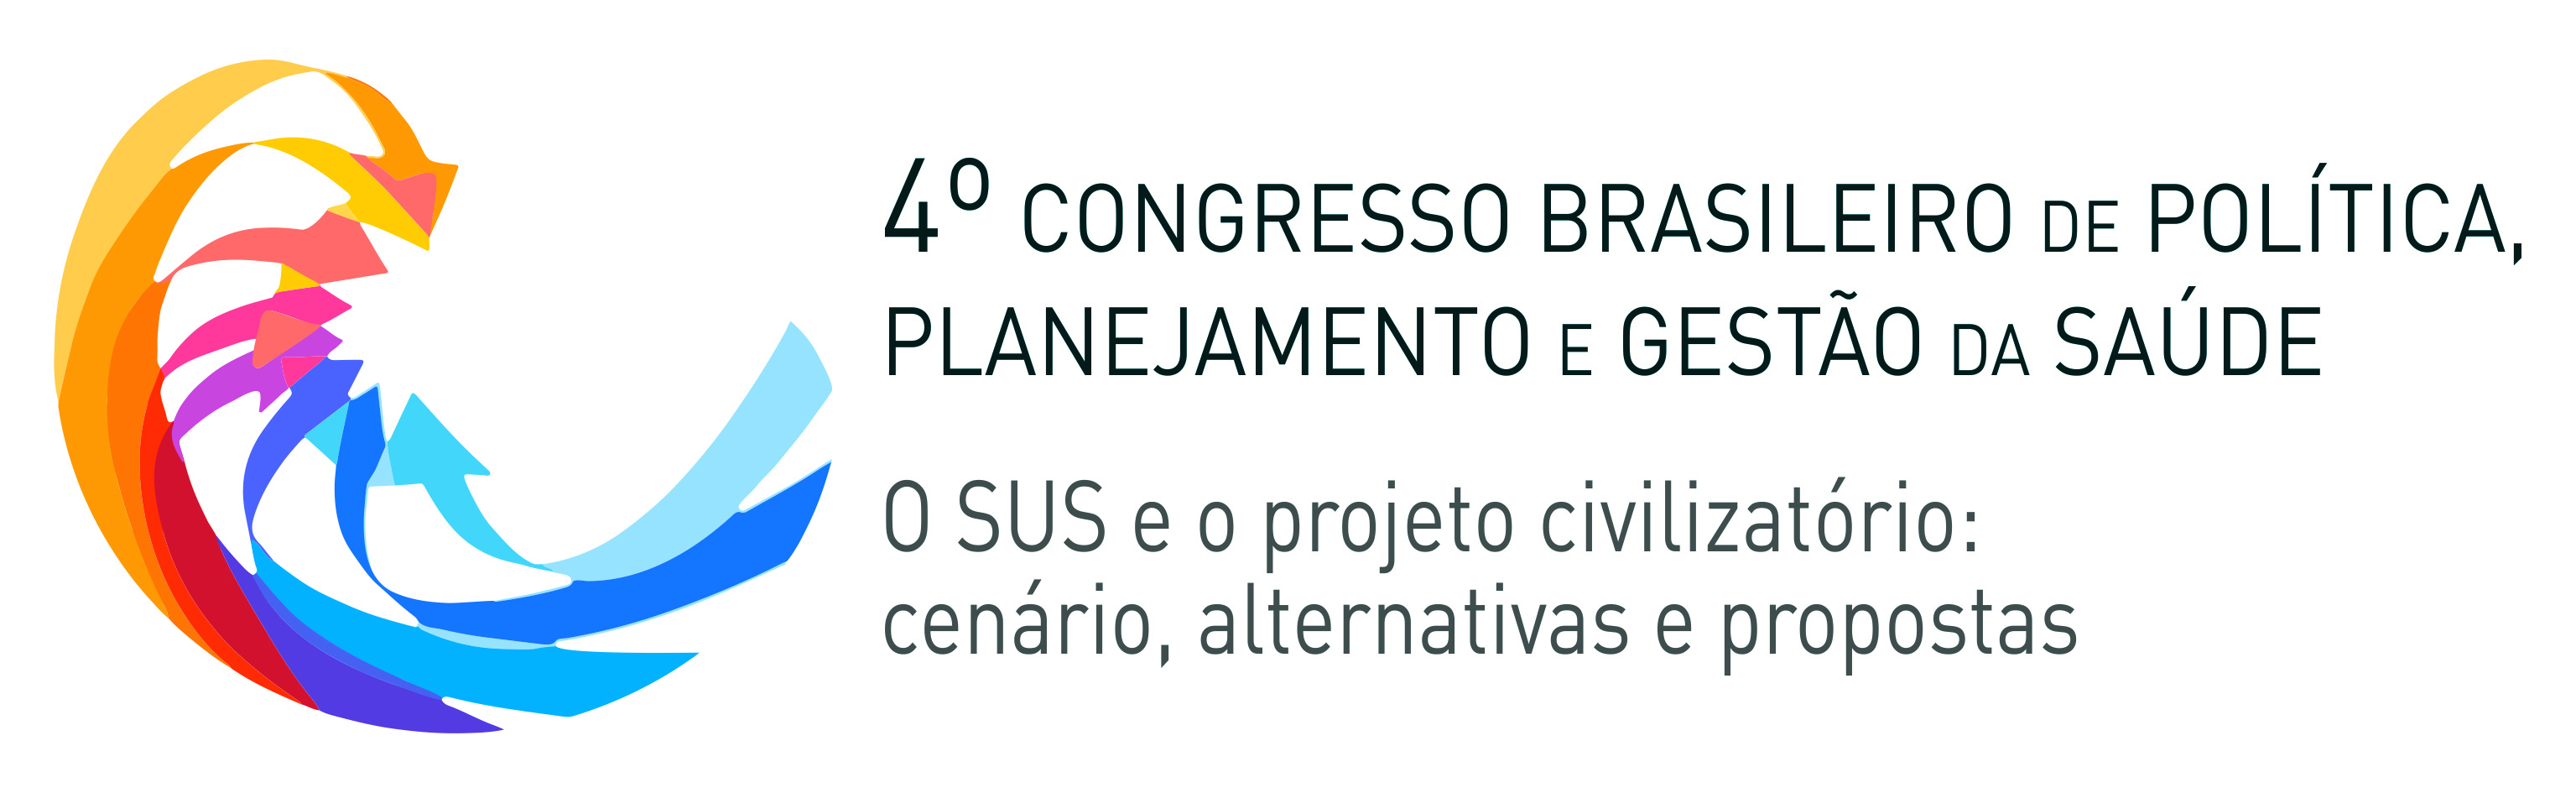 4º CONGRESSO BRASILEIRO DE POLÍTICA,
PLANEJAMENTO E GESTÃO DA SAÚDE
O SUS e o projeto civilizatório:
cenário, alternativas e propostas